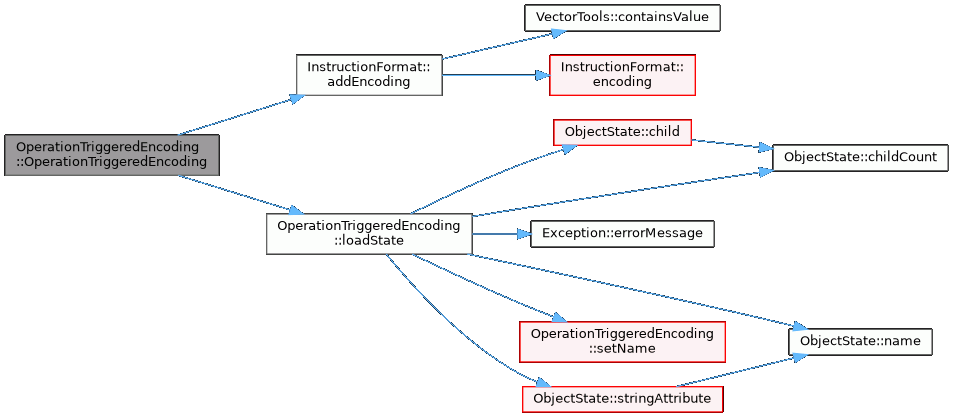 VectorTools::containsValue
InstructionFormat::
addEncoding
InstructionFormat::
encoding
ObjectState::child
OperationTriggeredEncoding
::OperationTriggeredEncoding
ObjectState::childCount
OperationTriggeredEncoding
::loadState
Exception::errorMessage
OperationTriggeredEncoding
::setName
ObjectState::name
ObjectState::stringAttribute